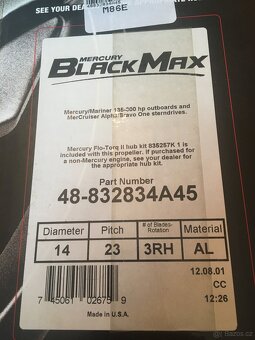 SEE YOUR DEA
M86E
MERCURY
BLACKMAX
Mercury/Mariner 135-300 hp outboards and
MerCruiser Alpha/Bravo One sterndrives.
Mercury Flo-Torq II hub kit 835257K 1 is
included with this propeller. If purchased for
a non-Mercury engine, see your dealer for
the applicable hub kit.
Part Number
48-832834A45
Diameter Pitch # of Blades- Rotation Material
14 23 3RH AL
12.08.01
CC
12:26
7 45061 02675 9
Made in U.S.A.